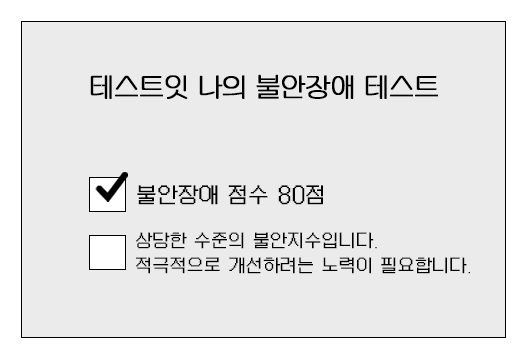 테스트잇 나의 불안장애 테스트
불안장애 점수 80점
상당한 수준의 불안지수입니다.
적극적으로 개선하려는 노력이 필요합니다.